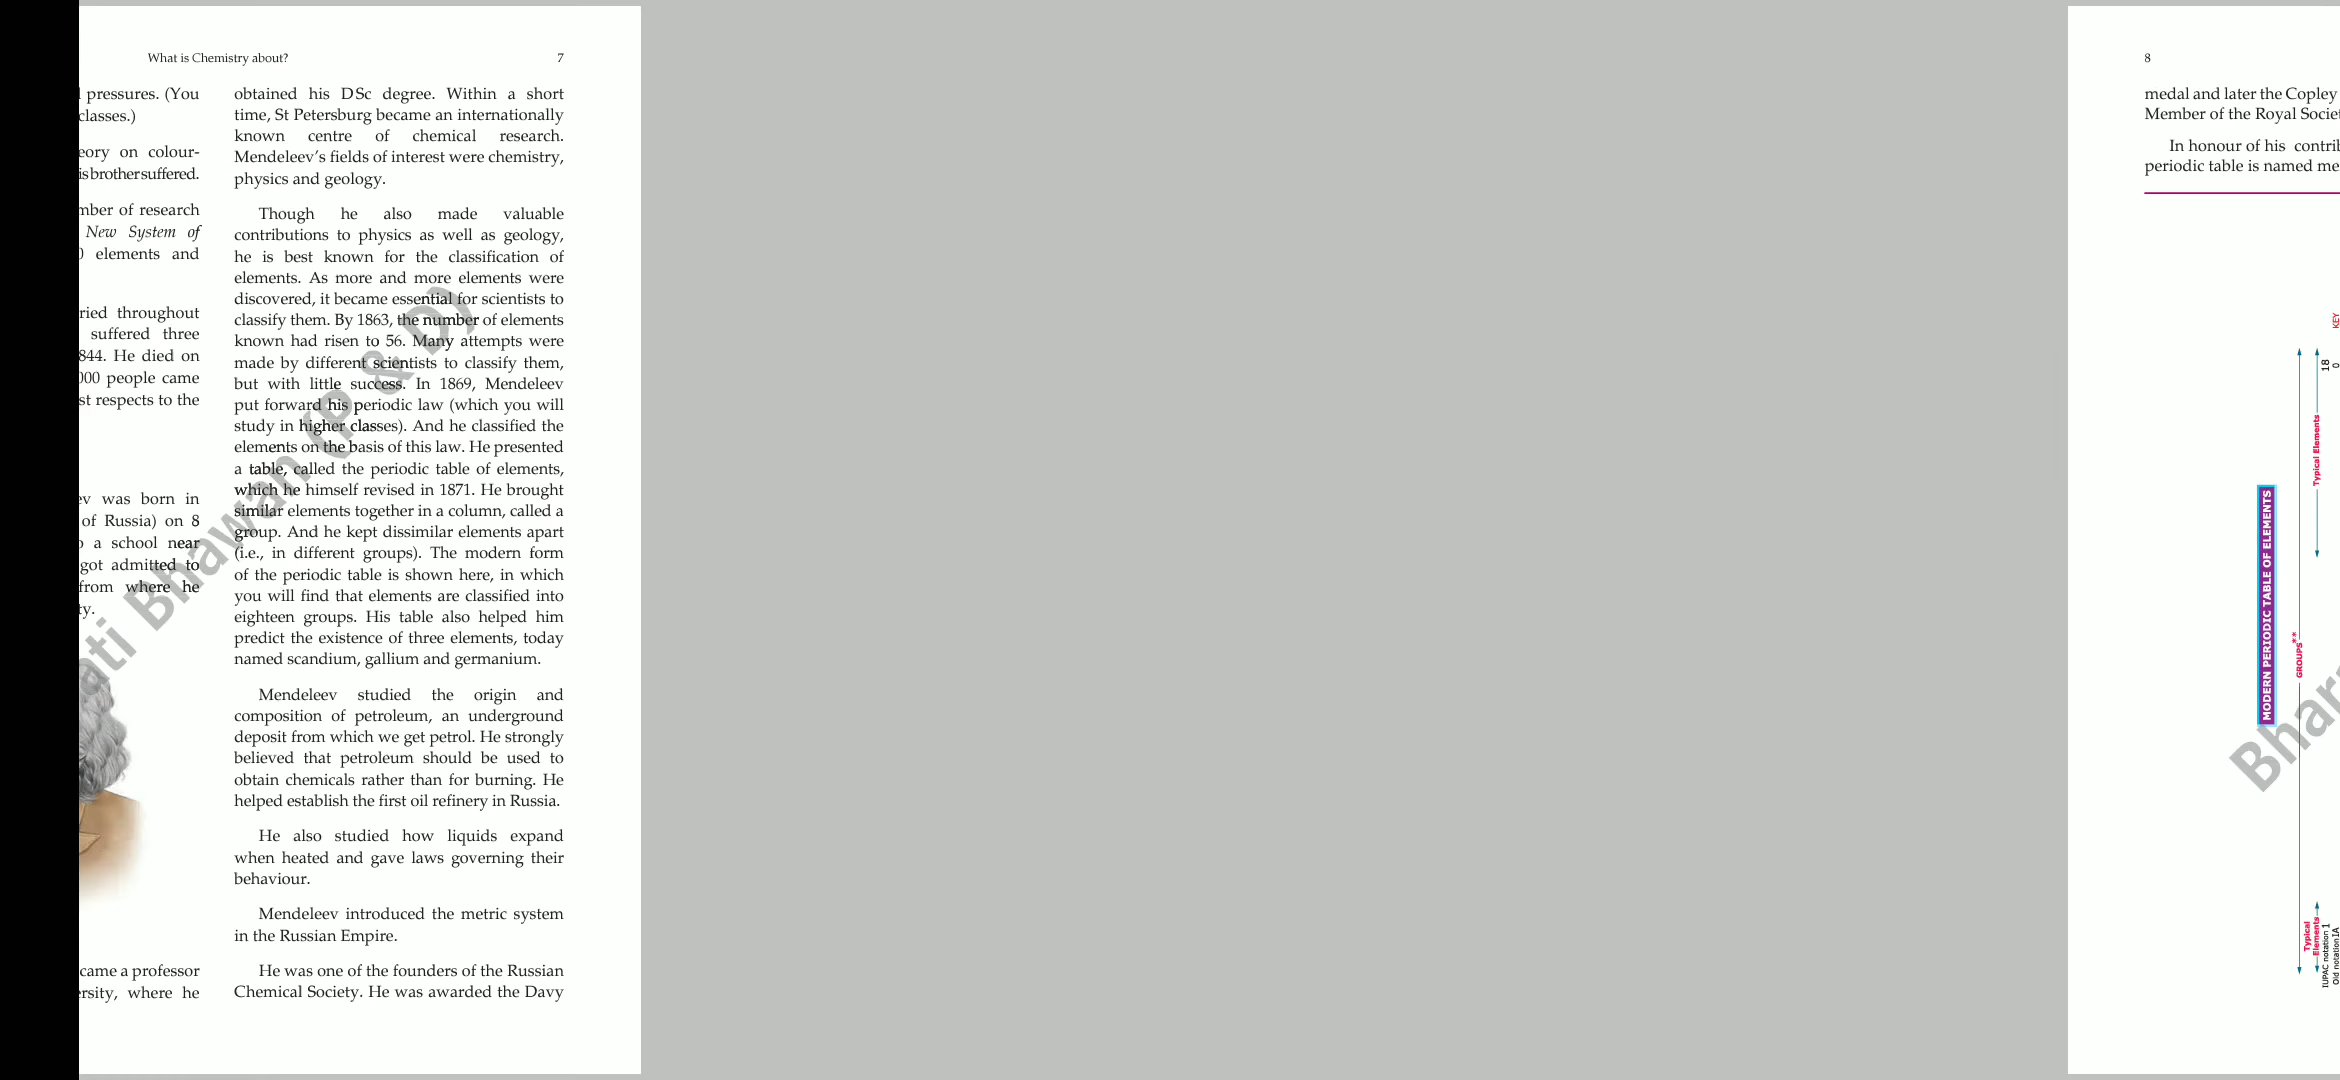 What is Chemistry about?
7
pressures. (You
classes.)
eory on colour-
is brother suffered.
mber of research
New System of
elements and
ried throughout
suffered three
844. He died on
000 people came
st respects to the
ev was born in
of Russia) on 8
a school near
got admitted to
from where he
ty.
came a professor
ersity, where he
obtained his DSc degree. Within a short
time, St Petersburg became an internationally
known centre of chemical research.
Mendeleev's fields of interest were chemistry,
physics and geology.
Though he also made valuable
contributions to physics as well as geology,
he is best known for the classification of
elements. As more and more elements were
discovered, it became essential for scientists to
classify them. By 1863, the number of elements
known had risen to 56. Many attempts were
made by different scientists to classify them,
but with little success. In 1869, Mendeleev
put forward his periodic law (which you will
study in higher classes). And he classified the
elements on the basis of this law. He presented
a table, called the periodic table of elements,
which he himself revised in 1871. He brought
similar elements together in a column, called a
group. And he kept dissimilar elements apart
(i.e., in different groups). The modern form
of the periodic table is shown here, in which
you will find that elements are classified into
eighteen groups. His table also helped him
predict the existence of three elements, today
named scandium, gallium and germanium.
Mendeleev studied the origin and
composition of petroleum, an underground
deposit from which we get petrol. He strongly
believed that petroleum should be used to
obtain chemicals rather than for burning. He
helped establish the first oil refinery in Russia.
He also studied how liquids expand
when heated and gave laws governing their
behaviour.
Mendeleev introduced the metric system
in the Russian Empire.
He was one of the founders of the Russian
Chemical Society. He was awarded the Davy
ati Bhawan (P & D)
8
medal and later the Copley
Member of the Royal Societ
In honour of his contrib
periodic table is named me
MODERN PERIODIC TABLE OF ELEMENTS
GROUPS**
Typical Elements
Typical
Elements
IUPAC notation 1
Old notation IA
18
0
KEY
Bhara